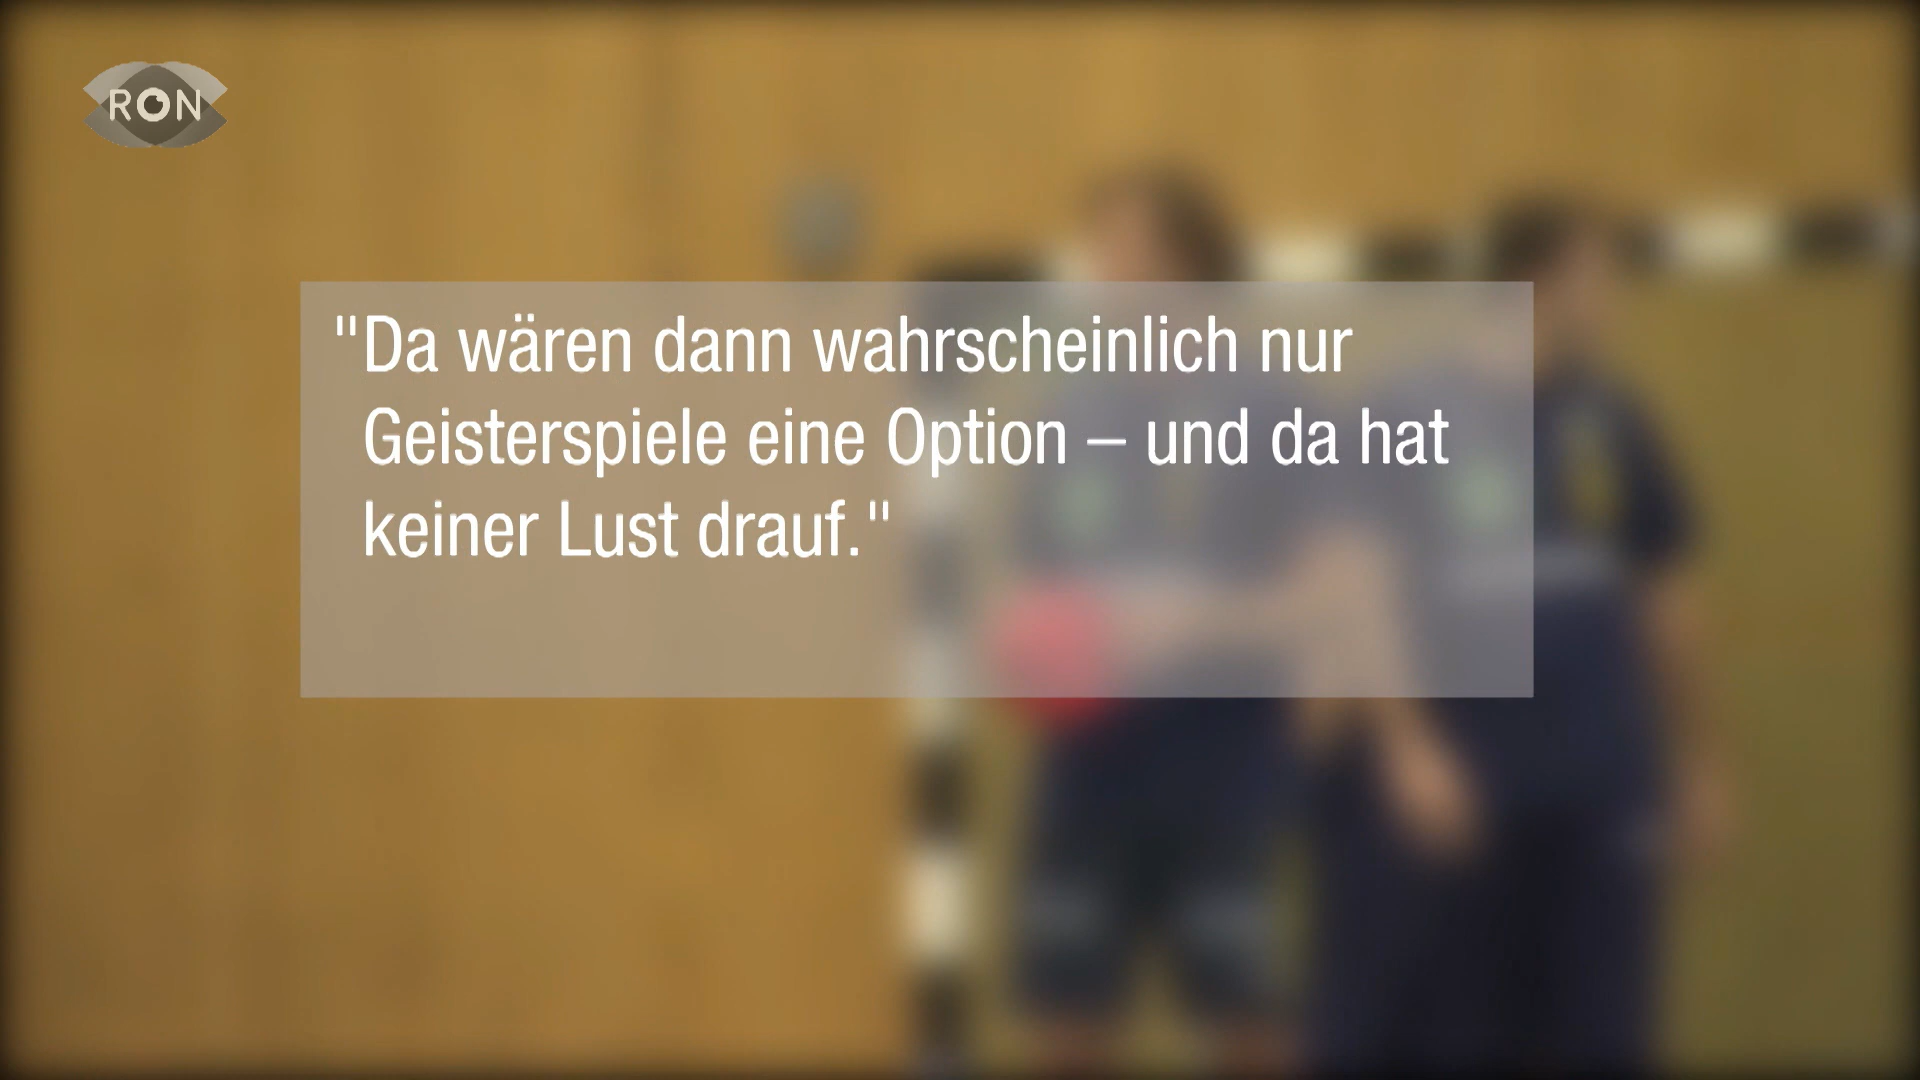 RON
"Da wären dann wahrscheinlich nur
Geisterspiele eine Option – und da hat
keiner Lust drauf."